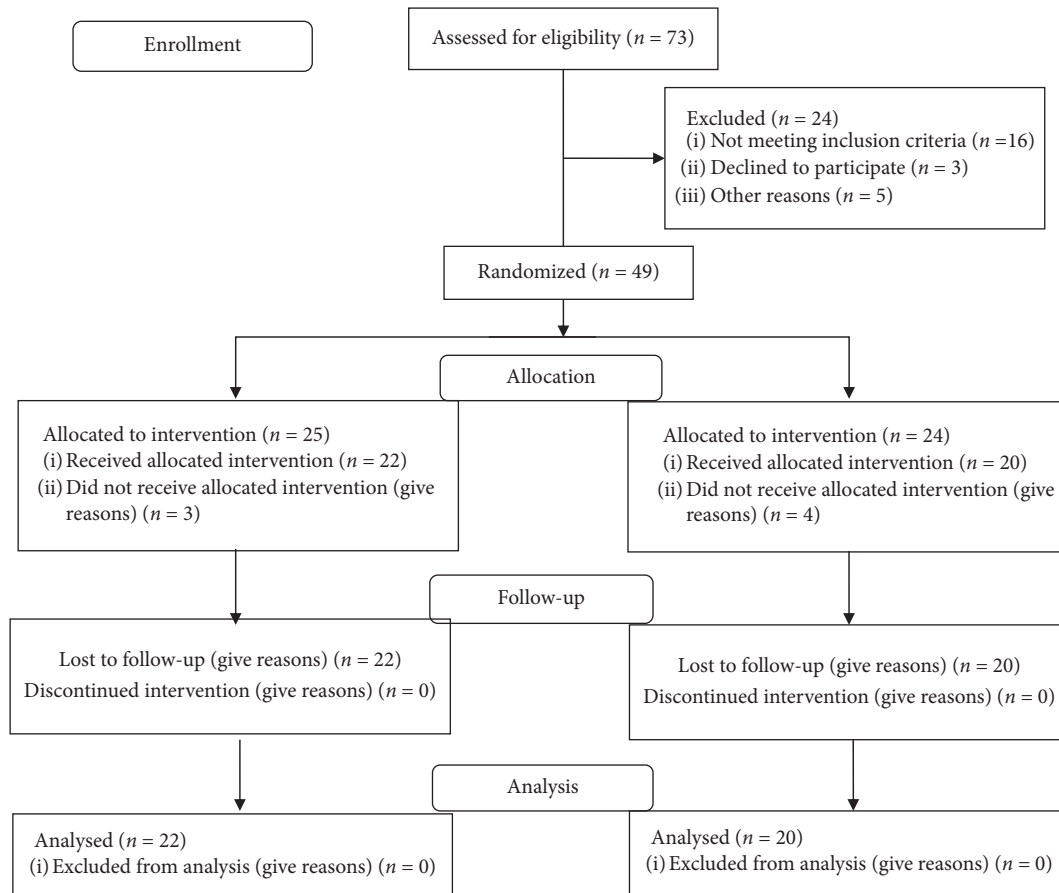 Enrollment
Assessed for eligibility (n = 73)
Excluded (n = 24)
(i) Not meeting inclusion criteria (n =16)
(ii) Declined to participate (n = 3)
(iii) Other reasons (n = 5)
Randomized (n = 49)
Allocation
Allocated to intervention (n = 25)
(i) Received allocated intervention (n = 22)
(ii) Did not receive allocated intervention (give
reasons) (n = 3)
Allocated to intervention (n = 24)
(i) Received allocated intervention (n = 20)
(ii) Did not receive allocated intervention (give
reasons) (n = 4)
Follow-up
Lost to follow-up (give reasons) (n = 22)
Discontinued intervention (give reasons) (n = 0)
Lost to follow-up (give reasons) (n = 20)
Discontinued intervention (give reasons) (n = 0)
Analysis
Analysed (n = 22)
(i) Excluded from analysis (give reasons) (n = 0)
Analysed (n = 20)
(i) Excluded from analysis (give reasons) (n = 0)